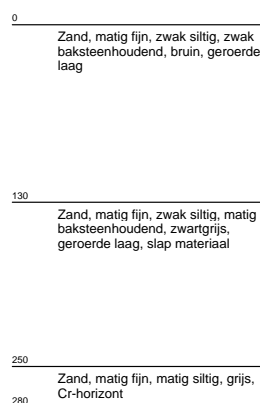 0
Zand, matig fijn, zwak siltig, zwak
baksteenhoudend, bruin, geroerde
laag
130
Zand, matig fijn, zwak siltig, matig
baksteenhoudend, zwartgrijs,
geroerde laag, slap materiaal
250
Zand, matig fijn, matig siltig, grijs,
Cr-horizont
280